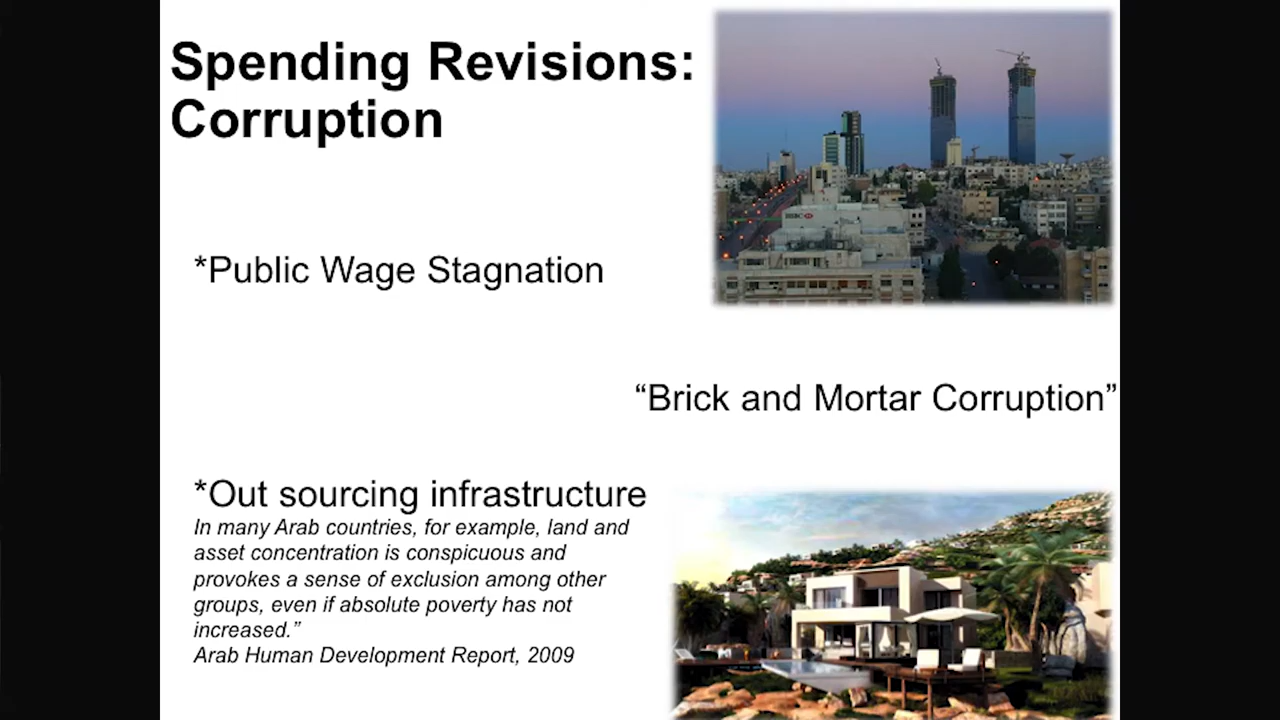 Spending Revisions:
Corruption
*Public Wage Stagnation
“Brick and Mortar Corruption”
*Out sourcing infrastructure
In many Arab countries, for example, land and
asset concentration is conspicuous and
provokes a sense of exclusion among other
groups, even if absolute poverty has not
increased.”
Arab Human Development Report, 2009
HSBC